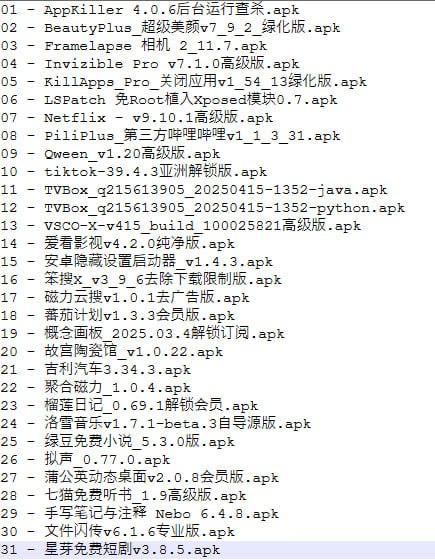 01 - AppKiller 4.0.6后台运行查杀.apk
02 - BeautyPlus_超级美颜v7_9_2_绿化版.apk
03 - Framelapse 相机 2_11.7.apk
04 - Invizible Pro v7.1.0高级版.apk
05 - KillApps_Pro_关闭应用v1_54_13绿化版.apk
06 - LSPatch 免Root植入Xposed模块0.7.apk
07 - Netflix - v9.10.1高级版.apk
08 - PiliPlus_第三方哔哩哔哩v1_1_3_31.apk
09 - Qween_v1.20高级版.apk
10 - tiktok-39.4.3亚洲解锁版.apk
11 - TVBox_q215613905_20250415-1352-java.apk
12 - TVBox_q215613905_20250415-1352-python.apk
13 - VSCO-X-v415_build_100025821高级版.apk
14 - 爱看影视v4.2.0纯净版.apk
15 - 安卓隐藏设置启动器_v1.4.3.apk
16 - 笨搜X_v3_9_6去除下载限制版.apk
17 - 磁力云搜v1.0.1去广告版.apk
18 - 蕃茄计划v1.3.3会员版.apk
19 - 概念画板_2025.03.4解锁订阅.apk
20 - 故宫陶瓷馆_v1.0.22.apk
21 - 吉利汽车3.34.3.apk
22 - 聚合磁力_1.0.4.apk
23 - 榴莲日记_0.69.1解锁会员.apk
24 - 洛雪音乐v1.7.1-beta.3自导源版.apk
25 - 绿豆免费小说_5.3.0版.apk
26 - 拟声_0.77.0.apk
27 - 蒲公英动态桌面v2.0.8会员版.apk
28 - 七猫免费听书_1.9高级版.apk
29 - 手写笔记与注释 Nebo 6.4.8.apk
30 - 文件闪传v6.1.6专业版.apk
31 - 星芽免费短剧v3.8.5.apk